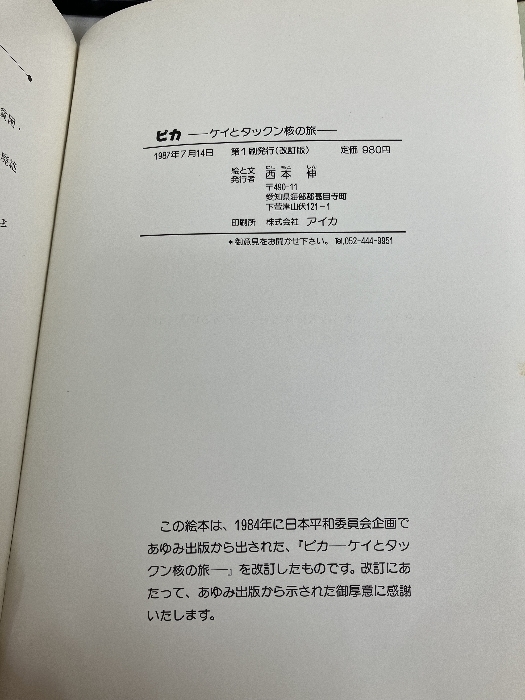 ピカ ──ケイとタックン核の旅──
1987年7月14日 第1刷発行(改訂版) 定価 980円
絵と文
発行者 西本 伸
〒490-11
愛知県海部郡甚目寺町
下萱津山伏121-1
印刷所 株式会社 アイカ
*御意見をお聞かせ下さい。Tel,052-444-9951
この絵本は、1984年に日本平和委員会企画で
あゆみ出版から出された、『ピカ──ケイとタッ
クン核の旅──』を改訂したものです。改訂にあ
たって、あゆみ出版から示された御厚意に感謝
いたします。